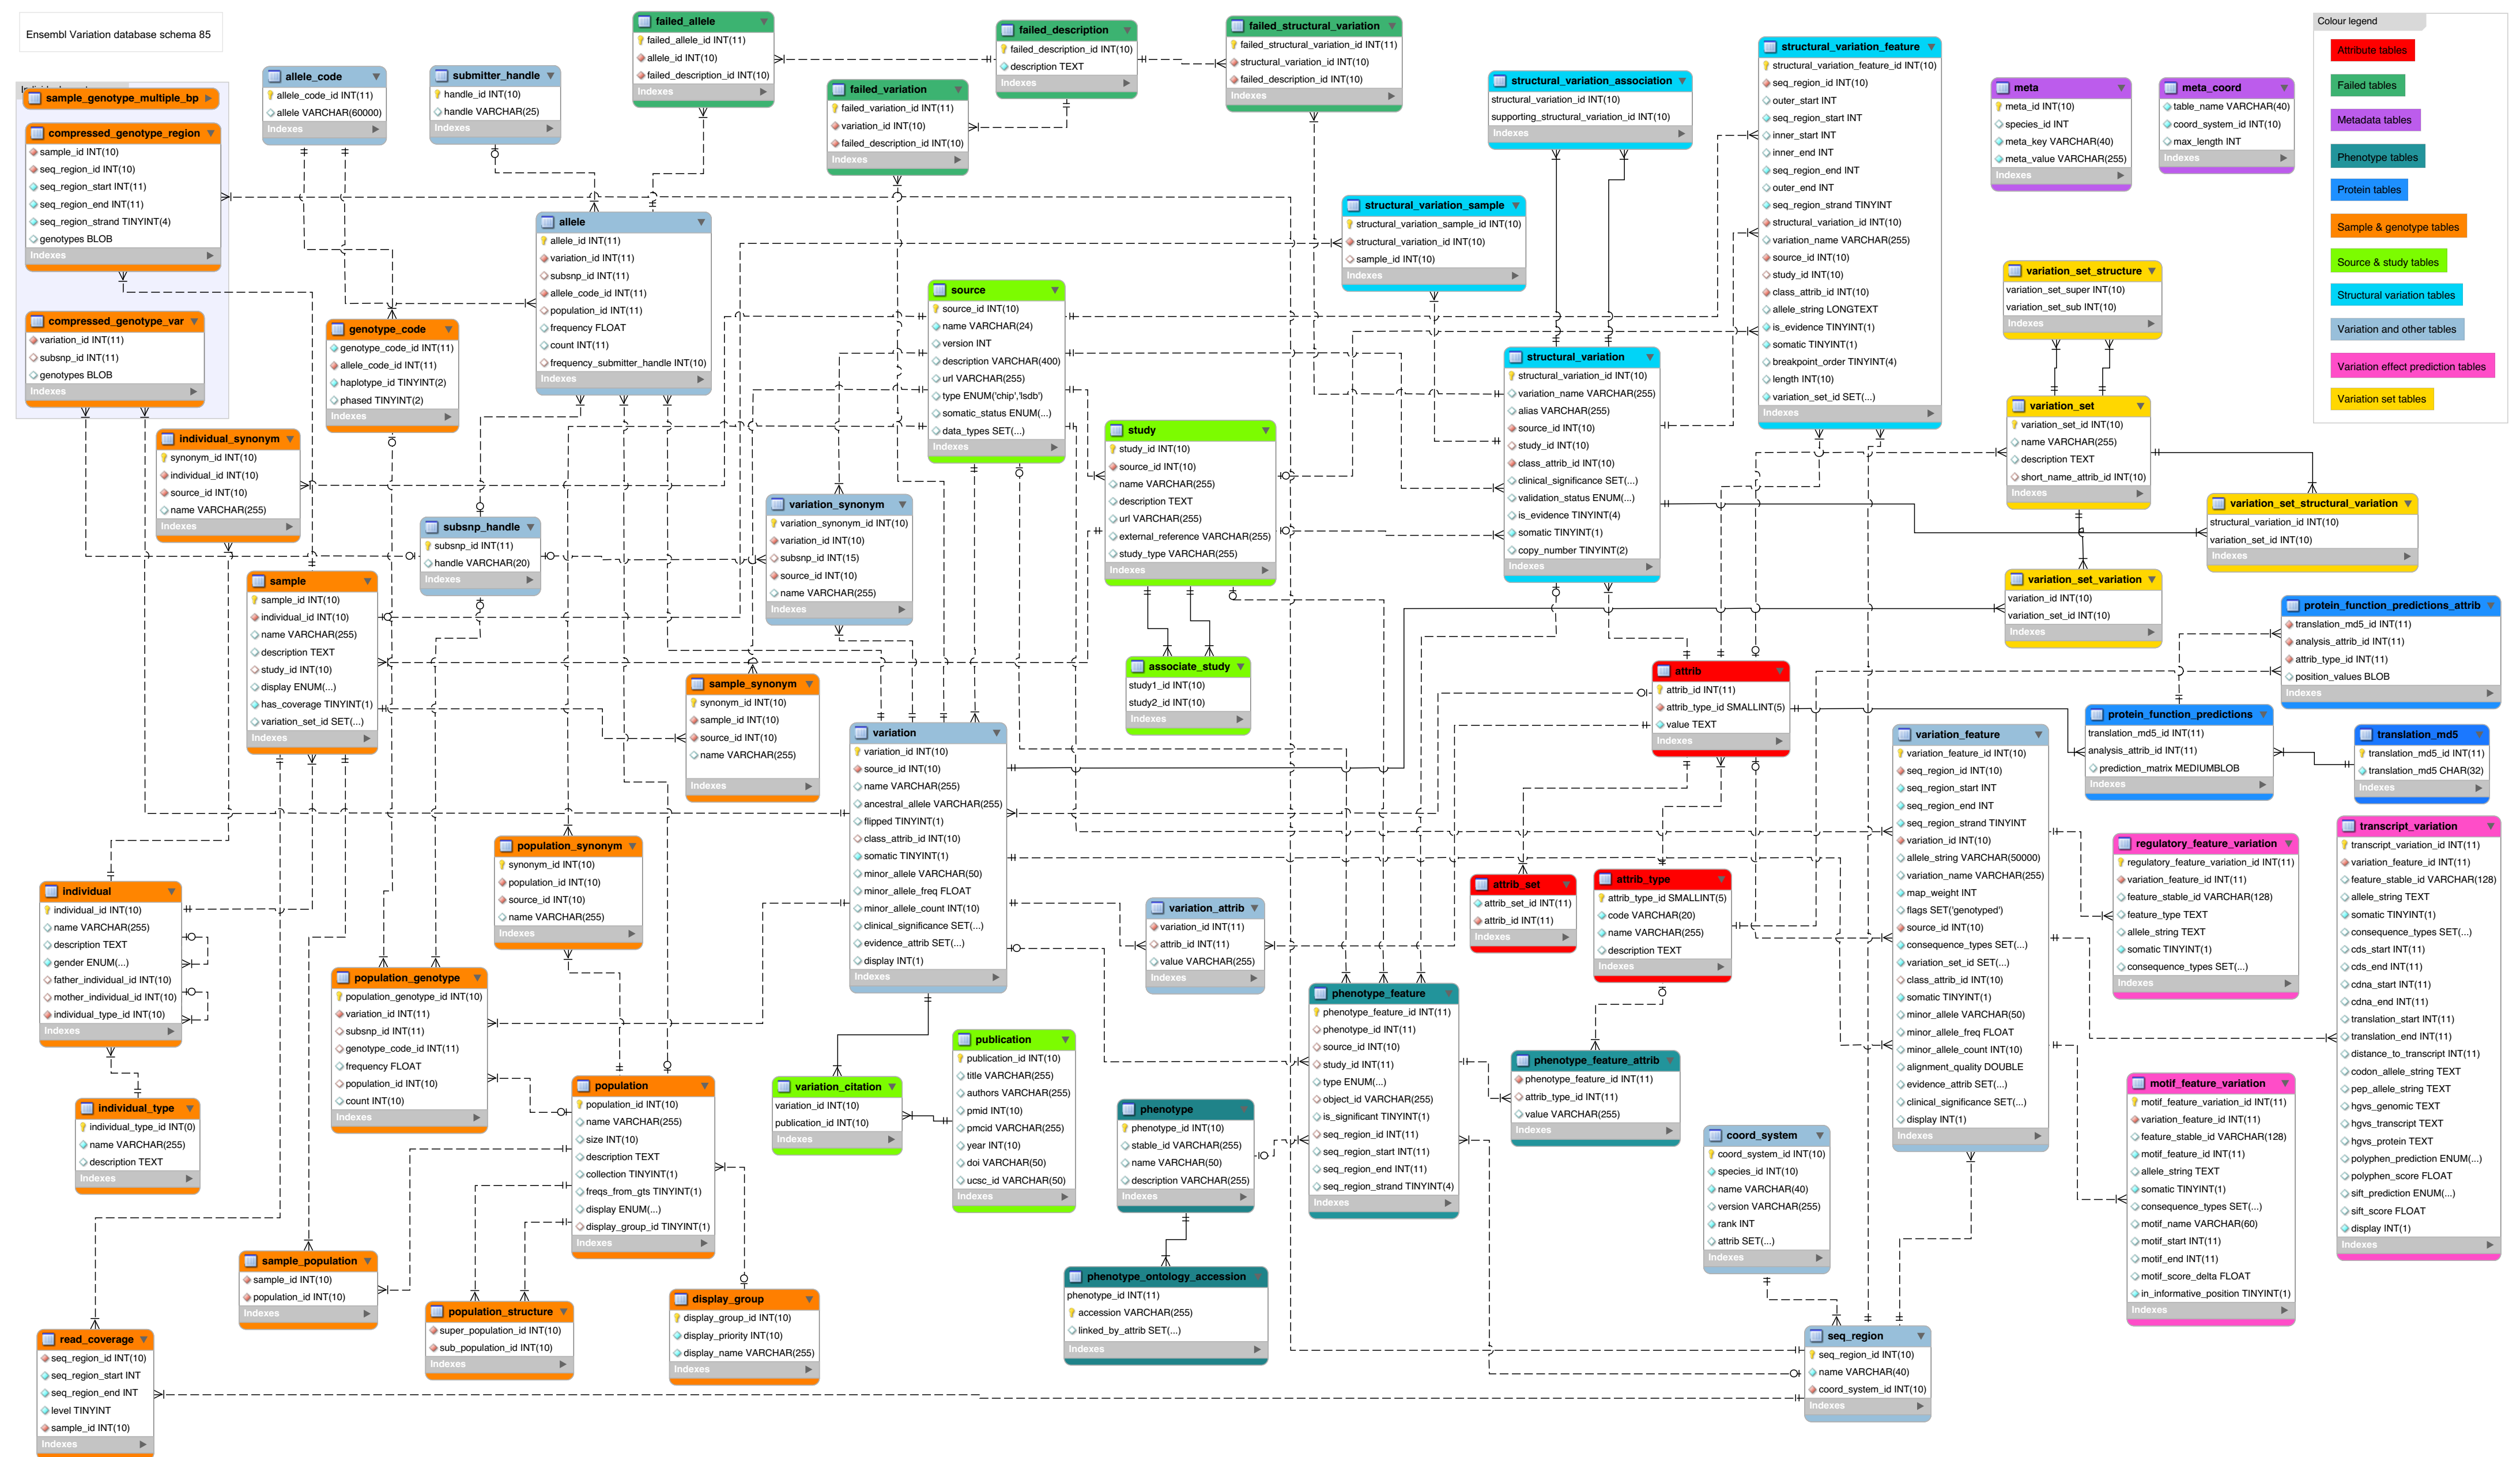 Ensembl Variation database schema 85
Colour legend
Attribute tables
Failed tables
Metadata tables
Phenotype tables
Protein tables
Sample & genotype tables
Source & study tables
Structural variation tables
Variation and other tables
Variation effect prediction tables
Variation set tables
sample_genotype_multiple_bp
compressed_genotype_region
sample_id INT(10)
seq_region_id INT(10)
seq_region_start INT(11)
seq_region_end INT(11)
seq_region_strand TINYINT(4)
genotypes BLOB
Indexes
compressed_genotype_var
variation_id INT(11)
subsnp_id INT(11)
genotypes BLOB
Indexes
allele_code
allele_code_id INT(11)
allele VARCHAR(60000)
Indexes
submitter_handle
handle_id INT(10)
handle VARCHAR(25)
Indexes
failed_allele
failed_allele_id INT(11)
allele_id INT(10)
failed_description_id INT(10)
Indexes
failed_variation
failed_variation_id INT(11)
variation_id INT(10)
failed_description_id INT(10)
Indexes
failed_description
failed_description_id INT(10)
description TEXT
Indexes
failed_structural_variation
failed_structural_variation_id INT(11)
structural_variation_id INT(10)
failed_description_id INT(10)
Indexes
structural_variation_association
structural_variation_id INT(10)
supporting_structural_variation_id INT(10)
Indexes
structural_variation_feature
structural_variation_feature_id INT(10)
seq_region_id INT(10)
outer_start INT
seq_region_start INT
inner_start INT
inner_end INT
seq_region_end INT
outer_end INT
seq_region_strand TINYINT
structural_variation_id INT(10)
variation_name VARCHAR(255)
source_id INT(10)
study_id INT(10)
class_attrib_id INT(10)
allele_string LONGTEXT
is_evidence TINYINT(1)
somatic TINYINT(1)
breakpoint_order TINYINT(4)
length INT(10)
variation_set_id SET(...)
Indexes
meta
meta_id INT(10)
species_id INT
meta_key VARCHAR(40)
meta_value VARCHAR(255)
Indexes
meta_coord
table_name VARCHAR(40)
coord_system_id INT(10)
max_length INT
Indexes
allele
allele_id INT(11)
variation_id INT(11)
subsnp_id INT(11)
allele_code_id INT(11)
population_id INT(11)
frequency FLOAT
count INT(11)
frequency_submitter_handle INT(10)
Indexes
structural_variation_sample
structural_variation_sample_id INT(10)
structural_variation_id INT(10)
sample_id INT(10)
Indexes
genotype_code
genotype_code_id INT(11)
allele_code_id INT(11)
haplotype_id TINYINT(2)
phased TINYINT(2)
Indexes
source
source_id INT(10)
name VARCHAR(24)
version INT
description VARCHAR(400)
url VARCHAR(255)
type ENUM('chip','lsdb')
somatic_status ENUM(...)
data_types SET(...)
Indexes
variation_set_structure
variation_set_super INT(10)
variation_set_sub INT(10)
Indexes
structural_variation
structural_variation_id INT(10)
variation_name VARCHAR(255)
alias VARCHAR(255)
source_id INT(10)
study_id INT(10)
class_attrib_id INT(10)
clinical_significance SET(...)
validation_status ENUM(...)
is_evidence TINYINT(4)
somatic TINYINT(1)
copy_number TINYINT(2)
Indexes
variation_set
variation_set_id INT(10)
name VARCHAR(255)
description TEXT
short_name_attrib_id INT(10)
Indexes
individual_synonym
synonym_id INT(10)
individual_id INT(10)
source_id INT(10)
name VARCHAR(255)
Indexes
study
study_id INT(10)
source_id INT(10)
name VARCHAR(255)
description TEXT
url VARCHAR(255)
external_reference VARCHAR(255)
study_type VARCHAR(255)
Indexes
variation_set_structural_variation
structural_variation_id INT(10)
variation_set_id INT(10)
Indexes
subsnp_handle
subsnp_id INT(11)
handle VARCHAR(20)
Indexes
variation_synonym
variation_synonym_id INT(10)
variation_id INT(10)
subsnp_id INT(15)
source_id INT(10)
name VARCHAR(255)
Indexes
variation_set_variation
variation_id INT(10)
variation_set_id INT(10)
Indexes
sample
sample_id INT(10)
individual_id INT(10)
name VARCHAR(255)
description TEXT
study_id INT(10)
display ENUM(...)
has_coverage TINYINT(1)
variation_set_id SET(...)
Indexes
protein_function_predictions_attrib
translation_md5_id INT(11)
analysis_attrib_id INT(11)
attrib_type_id INT(11)
position_values BLOB
Indexes
associate_study
study1_id INT(10)
study2_id INT(10)
Indexes
attrib
attrib_id INT(11)
attrib_type_id SMALLINT(5)
value TEXT
Indexes
sample_synonym
synonym_id INT(10)
sample_id INT(10)
source_id INT(10)
name VARCHAR(255)
Indexes
protein_function_predictions
translation_md5_id INT(11)
analysis_attrib_id INT(11)
prediction_matrix MEDIUMBLOB
Indexes
translation_md5
translation_md5_id INT(11)
translation_md5 CHAR(32)
Indexes
variation
variation_id INT(10)
source_id INT(10)
name VARCHAR(255)
ancestral_allele VARCHAR(255)
flipped TINYINT(1)
class_attrib_id INT(10)
somatic TINYINT(1)
minor_allele VARCHAR(50)
minor_allele_freq FLOAT
minor_allele_count INT(10)
clinical_significance SET(...)
evidence_attrib SET(...)
display INT(1)
Indexes
variation_feature
variation_feature_id INT(10)
seq_region_id INT(10)
seq_region_start INT
seq_region_end INT
seq_region_strand TINYINT
variation_id INT(10)
allele_string VARCHAR(50000)
variation_name VARCHAR(255)
map_weight INT
flags SET('genotyped')
source_id INT(10)
consequence_types SET(...)
variation_set_id SET(...)
class_attrib_id INT(10)
somatic TINYINT(1)
minor_allele VARCHAR(50)
minor_allele_freq FLOAT
minor_allele_count INT(10)
alignment_quality DOUBLE
evidence_attrib SET(...)
clinical_significance SET(...)
display INT(1)
Indexes
regulatory_feature_variation
regulatory_feature_variation_id INT(11)
variation_feature_id INT(11)
feature_stable_id VARCHAR(128)
feature_type TEXT
allele_string TEXT
somatic TINYINT(1)
consequence_types SET(...)
Indexes
transcript_variation
transcript_variation_id INT(11)
variation_feature_id INT(11)
feature_stable_id VARCHAR(128)
allele_string TEXT
somatic TINYINT(1)
consequence_types SET(...)
cds_start INT(11)
cds_end INT(11)
cdna_start INT(11)
cdna_end INT(11)
translation_start INT(11)
translation_end INT(11)
distance_to_transcript INT(11)
codon_allele_string TEXT
pep_allele_string TEXT
hgvs_genomic TEXT
hgvs_transcript TEXT
hgvs_protein TEXT
polyphen_prediction ENUM(...)
polyphen_score FLOAT
sift_prediction ENUM(...)
sift_score FLOAT
display INT(1)
Indexes
population_synonym
synonym_id INT(10)
population_id INT(10)
source_id INT(10)
name VARCHAR(255)
Indexes
individual
individual_id INT(10)
name VARCHAR(255)
description TEXT
gender ENUM(...)
father_individual_id INT(10)
mother_individual_id INT(10)
individual_type_id INT(10)
Indexes
variation_attrib
variation_id INT(11)
attrib_id INT(11)
value VARCHAR(255)
Indexes
attrib_set
attrib_set_id INT(11)
attrib_id INT(11)
Indexes
attrib_type
attrib_type_id SMALLINT(5)
code VARCHAR(20)
name VARCHAR(255)
description TEXT
Indexes
population_genotype
population_genotype_id INT(10)
variation_id INT(11)
subsnp_id INT(11)
genotype_code_id INT(11)
frequency FLOAT
population_id INT(10)
count INT(10)
Indexes
phenotype_feature
phenotype_feature_id INT(11)
phenotype_id INT(11)
source_id INT(10)
study_id INT(11)
type ENUM(...)
object_id VARCHAR(255)
is_significant TINYINT(1)
seq_region_id INT(11)
seq_region_start INT(11)
seq_region_end INT(11)
seq_region_strand TINYINT(4)
Indexes
publication
publication_id INT(10)
title VARCHAR(255)
authors VARCHAR(255)
pmid INT(10)
pmcid VARCHAR(255)
year INT(10)
doi VARCHAR(50)
ucsc_id VARCHAR(50)
Indexes
phenotype_feature_attrib
phenotype_feature_id INT(11)
attrib_type_id INT(11)
value VARCHAR(255)
Indexes
variation_citation
variation_id INT(10)
publication_id INT(10)
Indexes
population
population_id INT(10)
name VARCHAR(255)
size INT(10)
description TEXT
collection TINYINT(1)
freqs_from_gts TINYINT(1)
display ENUM(...)
display_group_id TINYINT(1)
Indexes
individual_type
individual_type_id INT(0)
name VARCHAR(255)
description TEXT
Indexes
phenotype
phenotype_id INT(10)
stable_id VARCHAR(255)
name VARCHAR(50)
description VARCHAR(255)
Indexes
coord_system
coord_system_id INT(10)
species_id INT(10)
name VARCHAR(40)
version VARCHAR(255)
rank INT
attrib SET(...)
Indexes
motif_feature_variation
motif_feature_variation_id INT(11)
variation_feature_id INT(11)
feature_stable_id VARCHAR(128)
motif_feature_id INT(11)
allele_string TEXT
somatic TINYINT(1)
consequence_types SET(...)
motif_name VARCHAR(60)
motif_start INT(11)
motif_end INT(11)
motif_score_delta FLOAT
in_informative_position TINYINT(1)
Indexes
sample_population
sample_id INT(10)
population_id INT(10)
Indexes
phenotype_ontology_accession
phenotype_id INT(11)
accession VARCHAR(255)
linked_by_attrib SET(...)
Indexes
population_structure
super_population_id INT(10)
sub_population_id INT(10)
Indexes
display_group
display_group_id INT(10)
display_priority INT(10)
display_name VARCHAR(255)
Indexes
read_coverage
seq_region_id INT(10)
seq_region_start INT
seq_region_end INT
level TINYINT
sample_id INT(10)
Indexes
seq_region
seq_region_id INT(10)
name VARCHAR(40)
coord_system_id INT(10)
Indexes